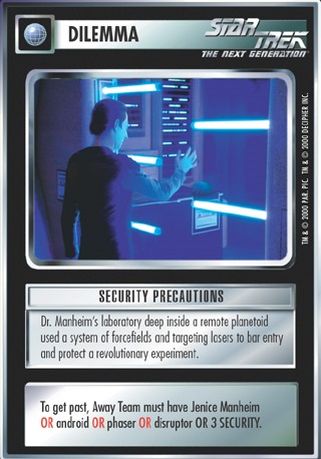 DILEMMA
STAR TREK
THE NEXT GENERATION
TM & © 2000 PAR. PIC. TM & © 2000 DECIPHER INC.
SECURITY PRECAUTIONS
Dr. Manheim's laboratory deep inside a remote planetoid
used a system of forcefields and targeting lasers to bar entry
and protect a revolutionary experiment.
To get past, Away Team must have Jenice Manheim
OR android OR phaser OR disruptor OR 3 SECURITY.